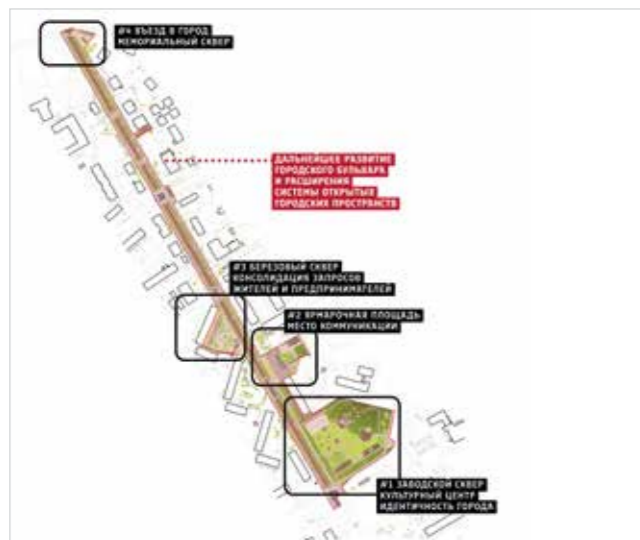 #4 ВЪЕЗД В ГОРОД
МЕМОРИАЛЬНЫЙ СКВЕР
ДАЛЬНЕЙШЕЕ РАЗВИТИЕ
ГОРОДСКОГО БУЛЬВАРА
И РАСШИРЕНИЯ
СИСТЕМЫ ОТКРЫТЫХ
ГОРОДСКИХ ПРОСТРАНСТВ
#3 БЕРЕЗОВЫЙ СКВЕР
КОНСОЛИДАЦИЯ ЗАПРОСОВ
ЖИТЕЛЕЙ И ПРЕДПРИНИМАТЕЛЕЙ
#2 ЯРМАРОЧНАЯ ПЛОЩАДЬ
МЕСТО КОММУНИКАЦИИ
#1 ЗАВОДСКОЙ СКВЕР
КУЛЬТУРНЫЙ ЦЕНТР
ИДЕНТИЧНОСТЬ ГОРОДА